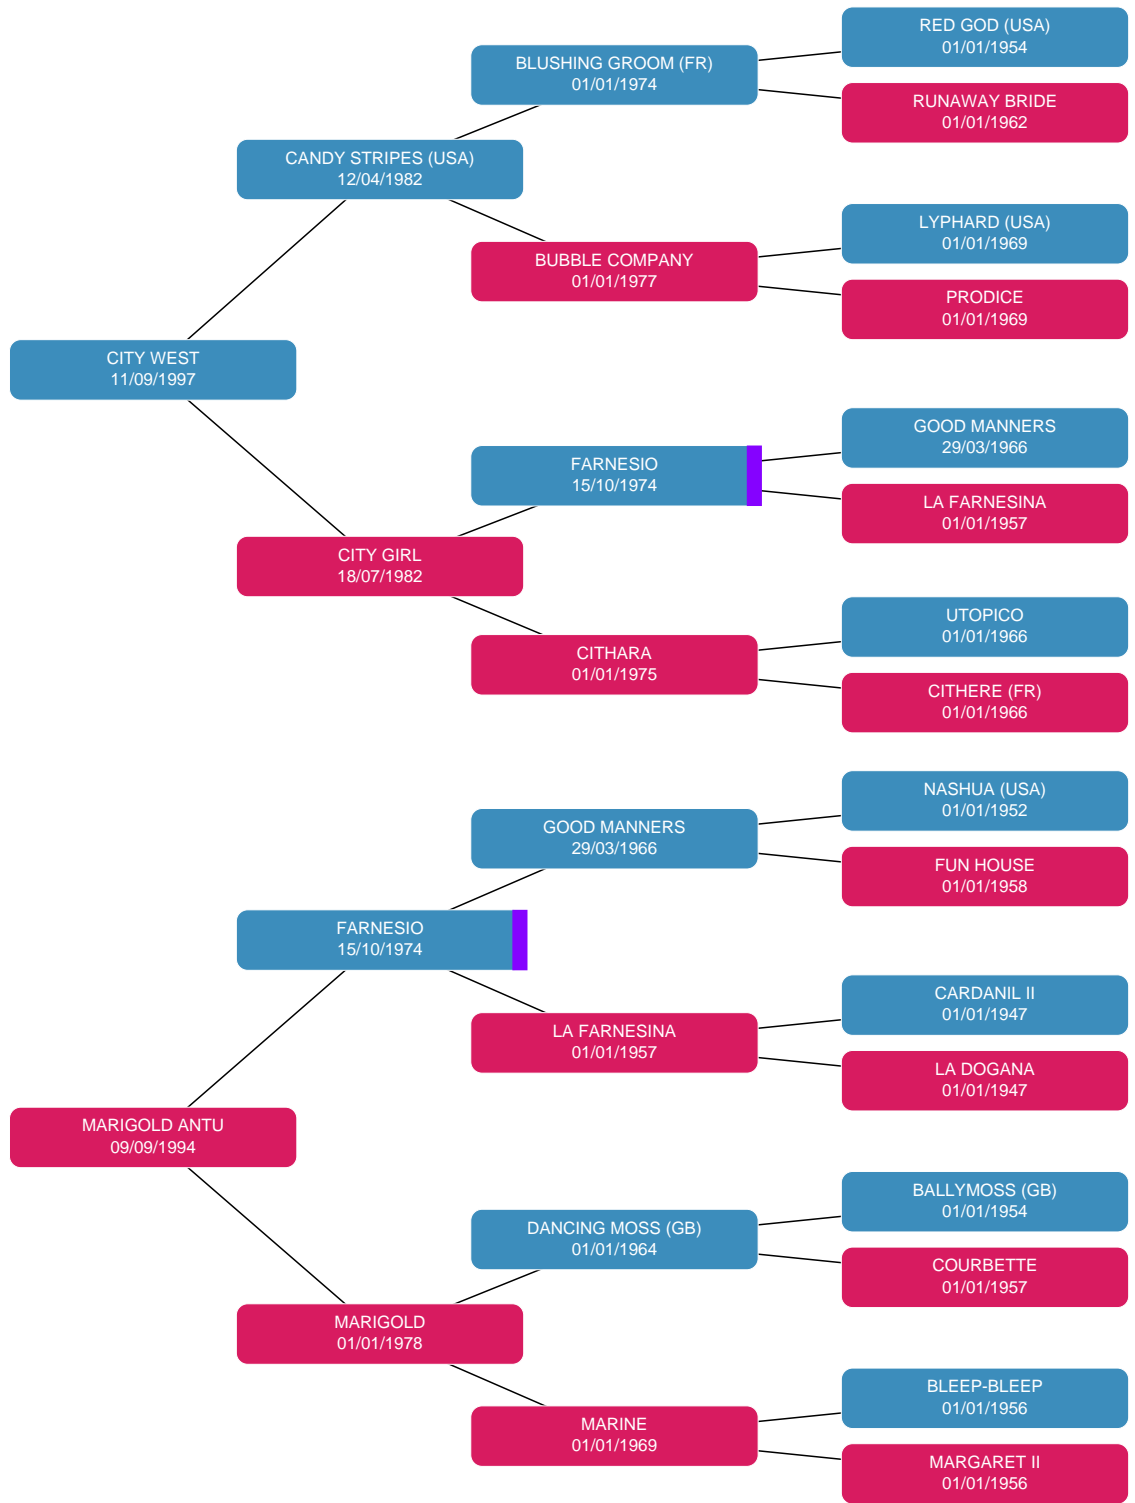 RED GOD (USA)
01/01/1954
BLUSHING GROOM (FR)
01/01/1974
RUNAWAY BRIDE
01/01/1962
CANDY STRIPES (USA)
12/04/1982
LYPHARD (USA)
01/01/1969
BUBBLE COMPANY
01/01/1977
PRODICE
01/01/1969
CITY WEST
11/09/1997
GOOD MANNERS
29/03/1966
FARNESIO
15/10/1974
LA FARNESINA
01/01/1957
CITY GIRL
18/07/1982
UTOPICO
01/01/1966
CITHARA
01/01/1975
CITHERE (FR)
01/01/1966
NASHUA (USA)
01/01/1952
GOOD MANNERS
29/03/1966
FUN HOUSE
01/01/1958
FARNESIO
15/10/1974
CARDANIL II
01/01/1947
LA FARNESINA
01/01/1957
LA DOGANA
01/01/1947
MARIGOLD ANTU
09/09/1994
BALLYMOSS (GB)
01/01/1954
DANCING MOSS (GB)
01/01/1964
COURBETTE
01/01/1957
MARIGOLD
01/01/1978
BLEEP-BLEEP
01/01/1956
MARINE
01/01/1969
MARGARET II
01/01/1956